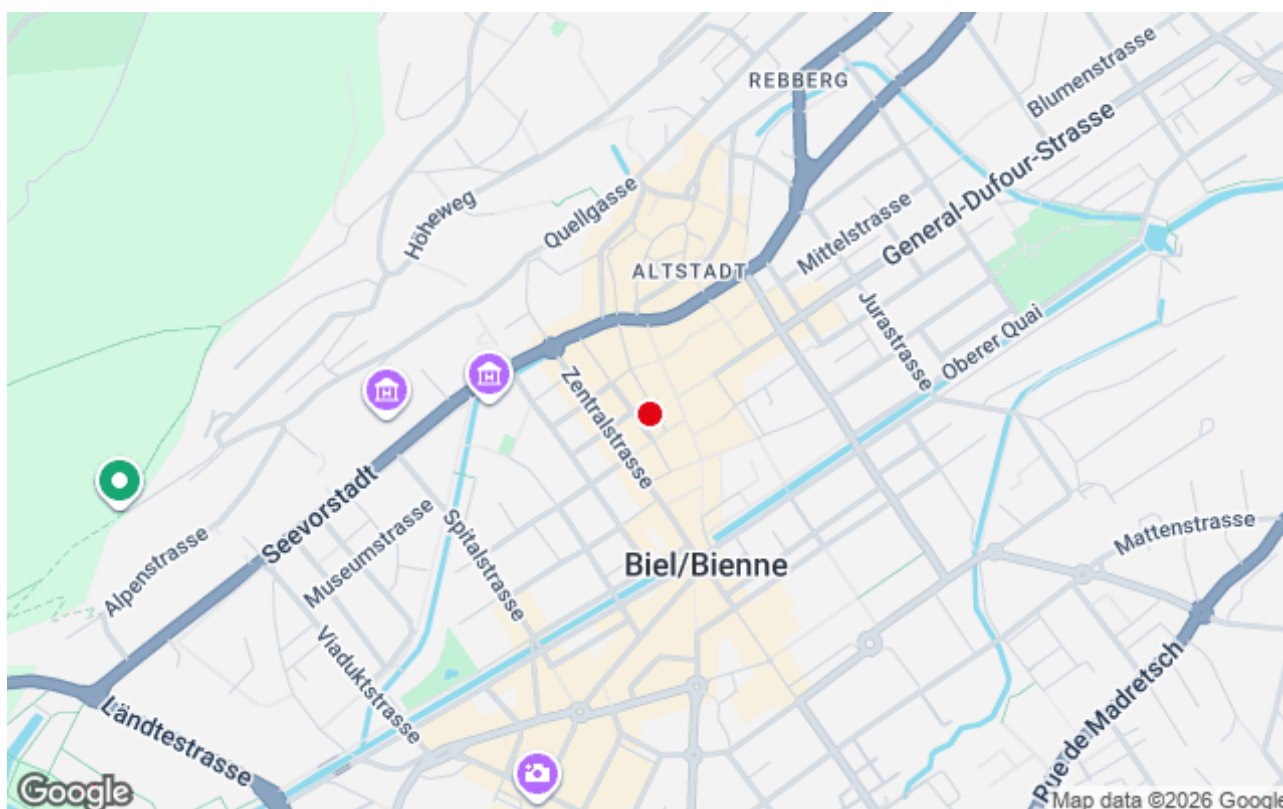 REBBERG
Blumenstrasse
General-Dufour-Strasse
Höheweg
Quellgasse
Mittelstrasse
ALTSTADT
Jurastrasse
Oberer Quai
Zentralstrasse
Seevorstadt
Spitalstrasse
Museumstrasse
Alpenstrasse
Mattenstrasse
Biel/Bienne
Viaduktstrasse
Ländtestrasse
Rue de Madretsch
Google
Map data ©2026 Google